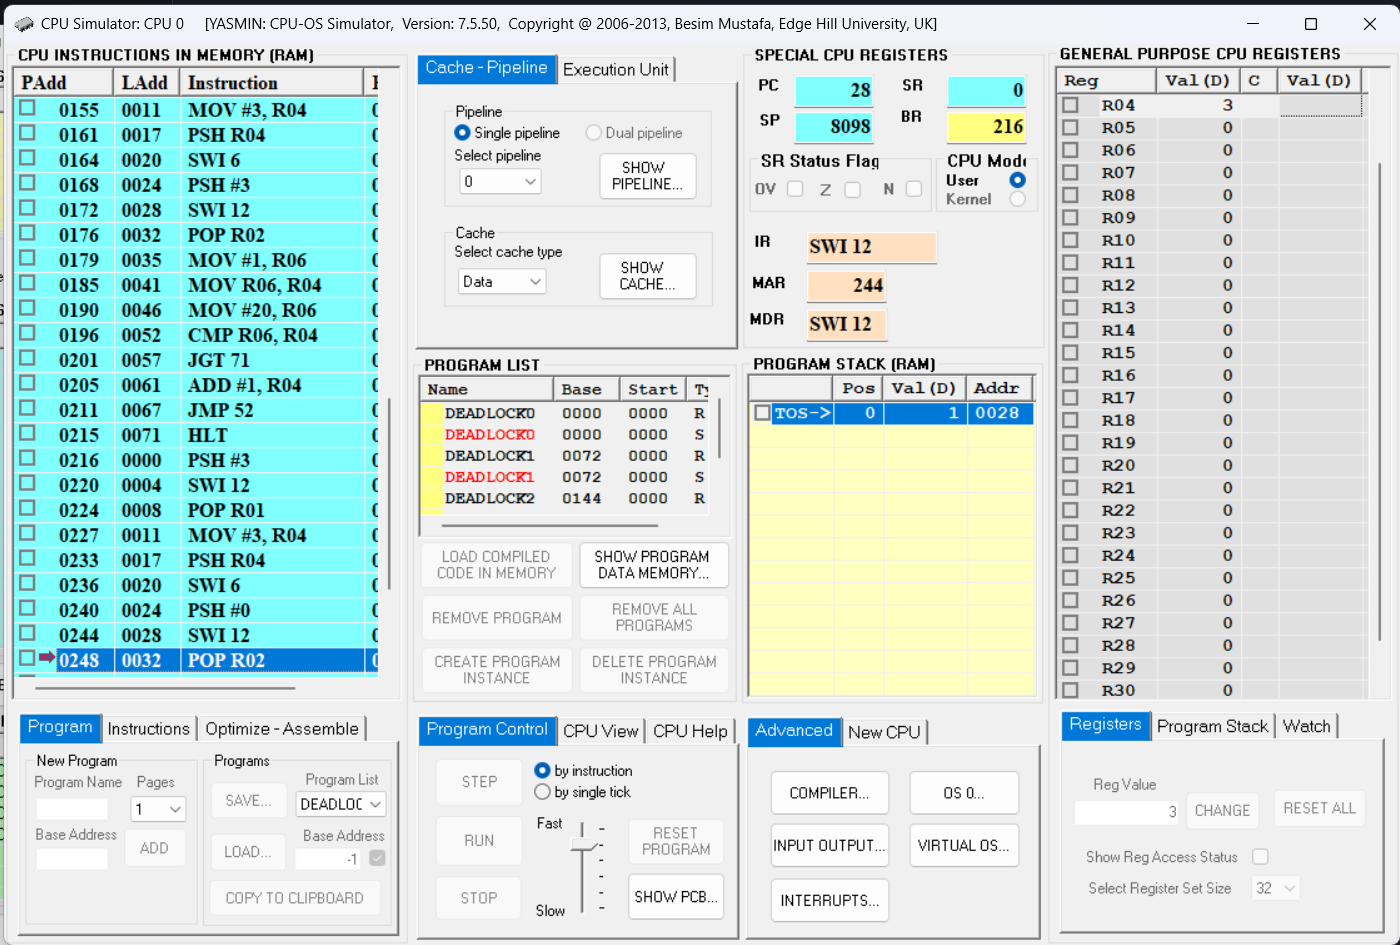 CPU Simulator: CPU 0 [YASMIN: CPU-OS Simulator, Version: 7.5.50, Copyright @ 2006-2013, Besim Mustafa, Edge Hill University, UK]
CPU INSTRUCTIONS IN MEMORY (RAM)
PAdd LAdd Instruction
0155 0011 MOV #3, R04
0161 0017 PSH R04
0164 0020 SWI 6
0168 0024 PSH #3
0172 0028 SWI 12
0176 0032 POP R02
0179 0035 MOV #1, R06
0185 0041 MOV R06, R04
0190 0046 MOV #20, R06
0196 0052 CMP R06, R04
0201 0057 JGT 71
0205 0061 ADD #1, R04
0211 0067 JMP 52
0215 0071 HLT
0216 0000 PSH #3
0220 0004 SWI 12
0224 0008 POP R01
0227 0011 MOV #3, R04
0233 0017 PSH R04
0236 0020 SWI 6
0240 0024 PSH #0
0244 0028 SWI 12
0248 0032 POP R02
Cache - Pipeline Execution Unit
Pipeline
Single pipeline Dual pipeline
Select pipeline
0
SHOW
PIPELINE...
Cache
Select cache type
Data
SHOW
CACHE...
SPECIAL CPU REGISTERS
PC 28 SR 0
SP 8098 BR 216
SR Status Flag
OV Z N
CPU Mode
User
Kernel
IR SWI 12
MAR 244
MDR SWI 12
GENERAL PURPOSE CPU REGISTERS
Reg Val (D) C Val (D)
R04 3
R05 0
R06 0
R07 0
R08 0
R09 0
R10 0
R11 0
R12 0
R13 0
R14 0
R15 0
R16 0
R17 0
R18 0
R19 0
R20 0
R21 0
R22 0
R23 0
R24 0
R25 0
R26 0
R27 0
R28 0
R29 0
R30 0
PROGRAM LIST
Name Base Start Ty
DEADLOCK0 0000 0000 R
DEADLOCK0 0000 0000 S
DEADLOCK1 0072 0000 R
DEADLOCK1 0072 0000 S
DEADLOCK2 0144 0000 R
LOAD COMPILED
CODE IN MEMORY
SHOW PROGRAM
DATA MEMORY...
REMOVE PROGRAM
REMOVE ALL
PROGRAMS
CREATE PROGRAM
INSTANCE
DELETE PROGRAM
INSTANCE
PROGRAM STACK (RAM)
Pos Val (D) Addr
TOS-> 0 1 0028
Program Instructions Optimize - Assemble
New Program
Program Name Pages
1
Base Address
ADD
Programs
SAVE...
Program List
DEADLOC
LOAD...
Base Address
-1
COPY TO CLIPBOARD
Program Control CPU View CPU Help
STEP
RUN
STOP
by instruction
by single tick
Fast
Slow
RESET
PROGRAM
SHOW PCB...
Advanced New CPU
COMPILER... OS 0...
INPUT OUTPUT... VIRTUAL OS...
INTERRUPTS...
Registers Program Stack Watch
Reg Value
3 CHANGE RESET ALL
Show Reg Access Status
Select Register Set Size 32